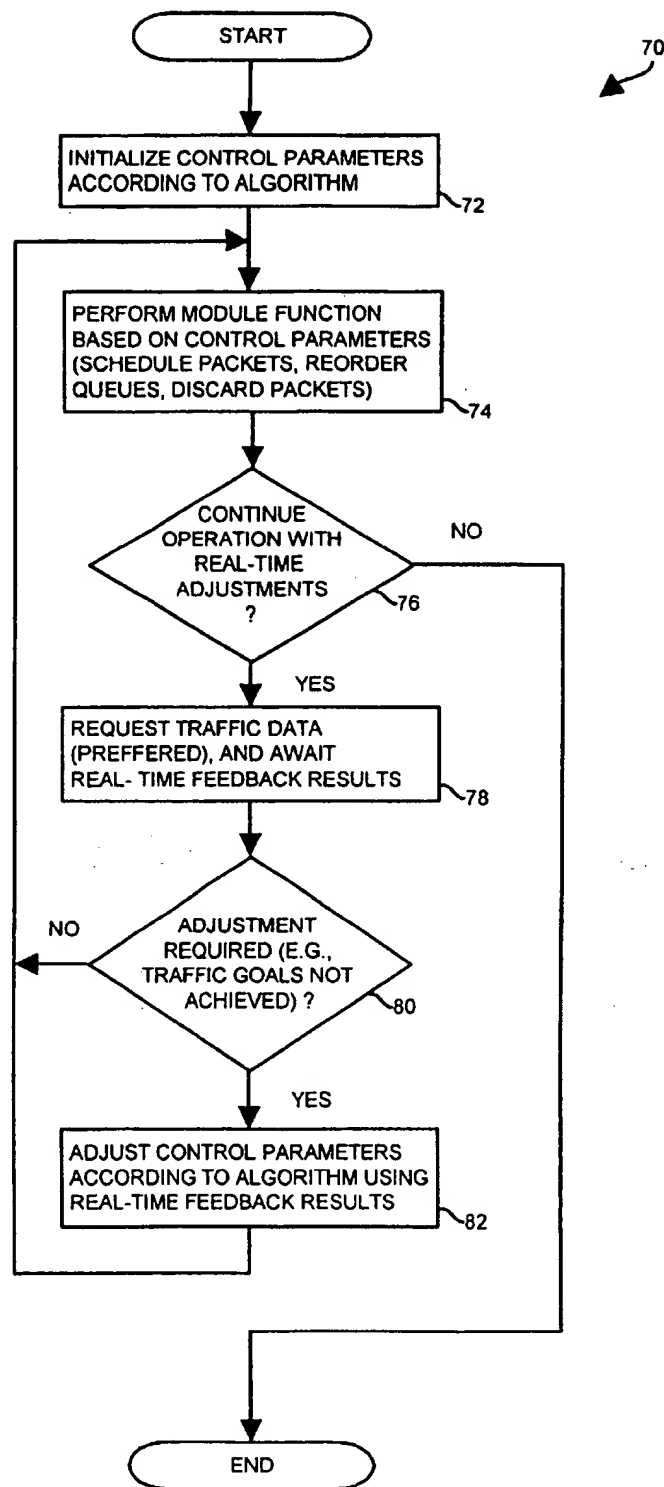 START
70
INITIALIZE CONTROL PARAMETERS
ACCORDING TO ALGORITHM
72
PERFORM MODULE FUNCTION
BASED ON CONTROL PARAMETERS
(SCHEDULE PACKETS, REORDER
QUEUES, DISCARD PACKETS)
74
CONTINUE
OPERATION WITH
REAL-TIME
ADJUSTMENTS
?
NO
76
YES
REQUEST TRAFFIC DATA
(PREFFERED), AND AWAIT
REAL- TIME FEEDBACK RESULTS
78
NO
ADJUSTMENT
REQUIRED (E.G.,
TRAFFIC GOALS NOT
ACHIEVED) ?
80
YES
ADJUST CONTROL PARAMETERS
ACCORDING TO ALGORITHM USING
REAL-TIME FEEDBACK RESULTS
82
END